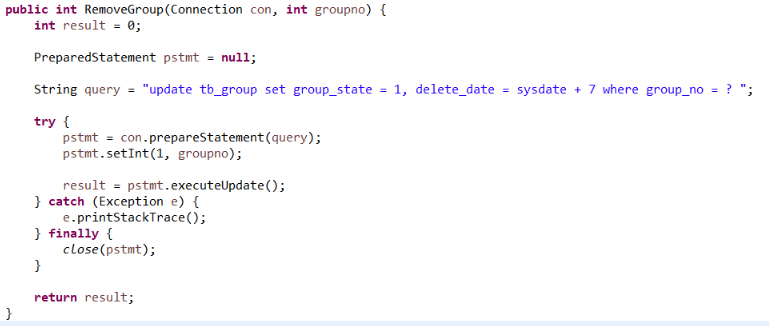 public int RemoveGroup(Connection con, int groupno) {
    int result = 0;

    PreparedStatement pstmt = null;

    String query = "update tb_group set group_state = 1, delete_date = sysdate + 7 where group_no = ? ";

    try {
        pstmt = con.prepareStatement(query);
        pstmt.setInt(1, groupno);

        result = pstmt.executeUpdate();
    } catch (Exception e) {
        e.printStackTrace();
    } finally {
        close(pstmt);
    }

    return result;
}